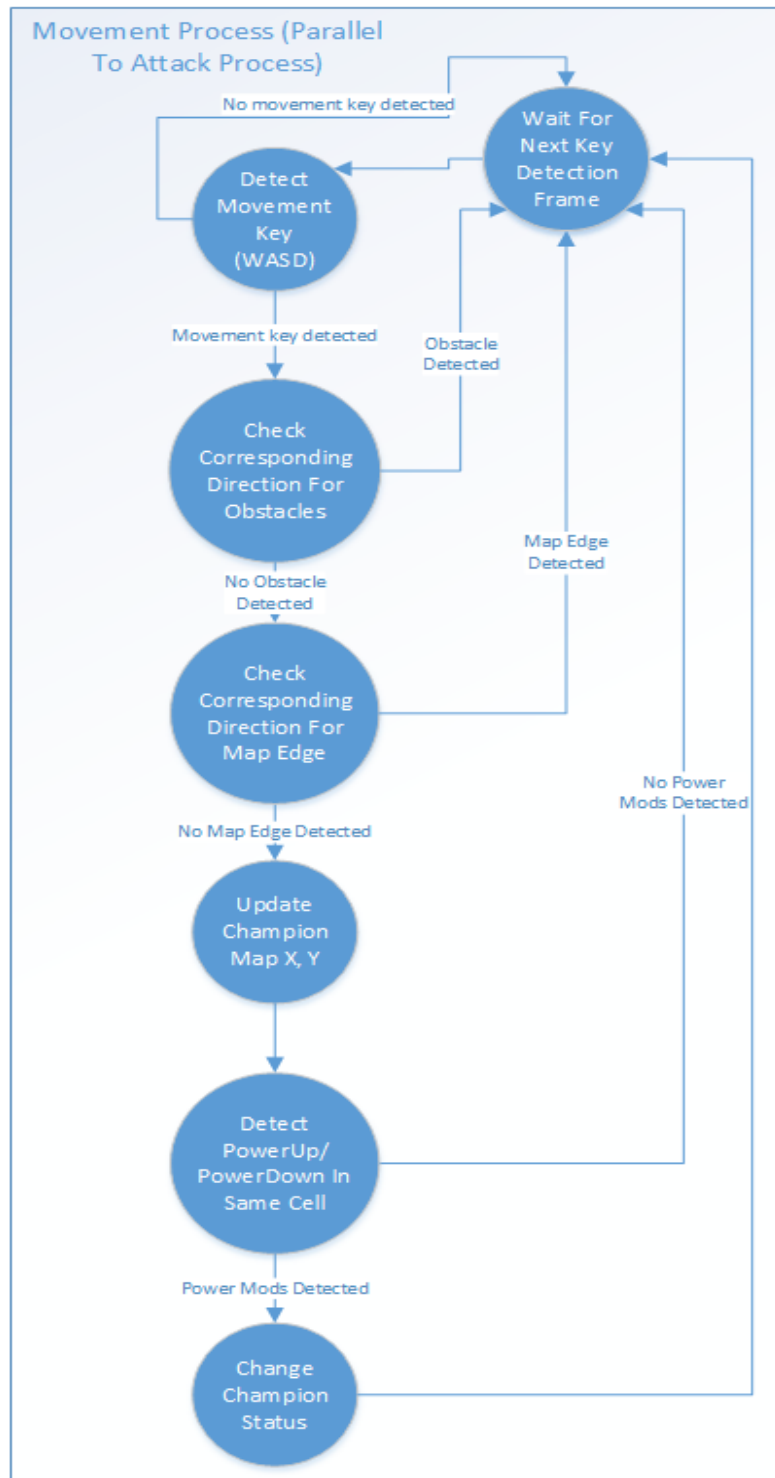 Movement Process (Parallel
To Attack Process)
No movement key detected
Wait For
Next Key
Detection
Frame
Detect
Movement
Key
(WASD)
Movement key detected
Obstacle
Detected
Check
Corresponding
Direction For
Obstacles
Map Edge
Detected
No Obstacle
Detected
Check
Corresponding
Direction For
Map Edge
No Power
Mods Detected
No Map Edge Detected
Update
Champion
Map X, Y
Detect
PowerUp/
PowerDown In
Same Cell
Power Mods Detected
Change
Champion
Status